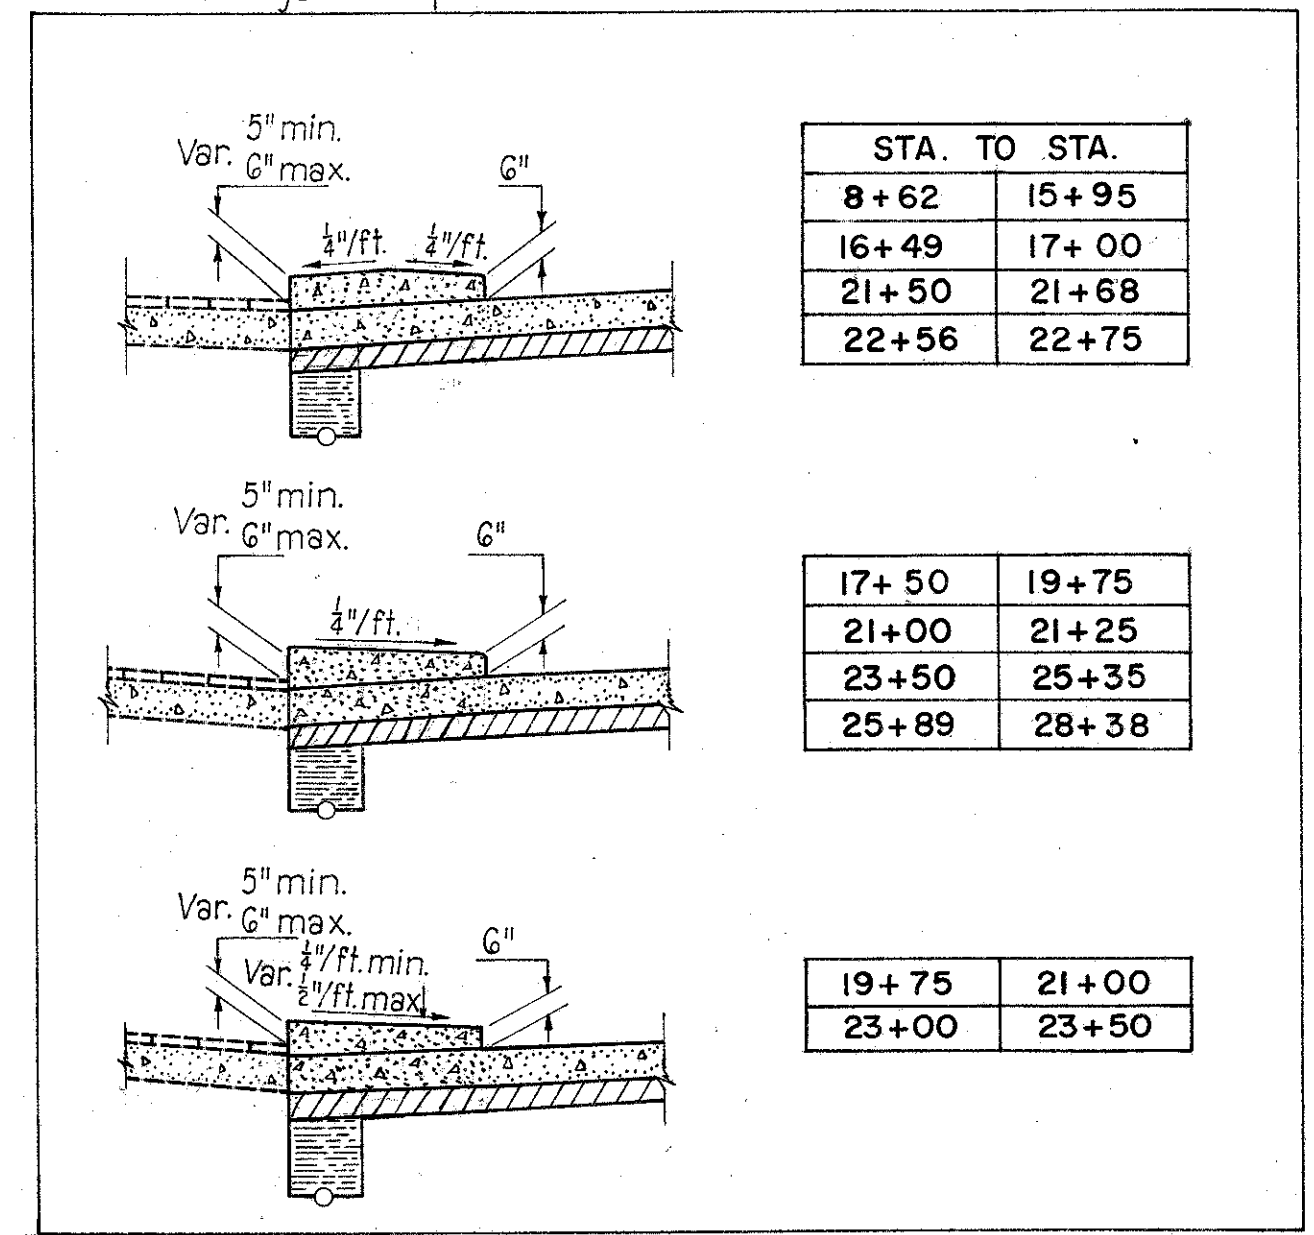 5" min.
Var. 6" max.
6"
1/4"/ft. 1/4"/ft.
STA. TO STA.
8+62 15+95
16+49 17+00
21+50 21+68
22+56 22+75
5" min.
Var. 6" max.
6"
1/4"/ft.
17+50 19+75
21+00 21+25
23+50 25+35
25+89 28+38
5" min.
Var. 6" max.
6"
1/4"/ft. min.
Var. 1/2"/ft. max
19+75 21+00
23+00 23+50